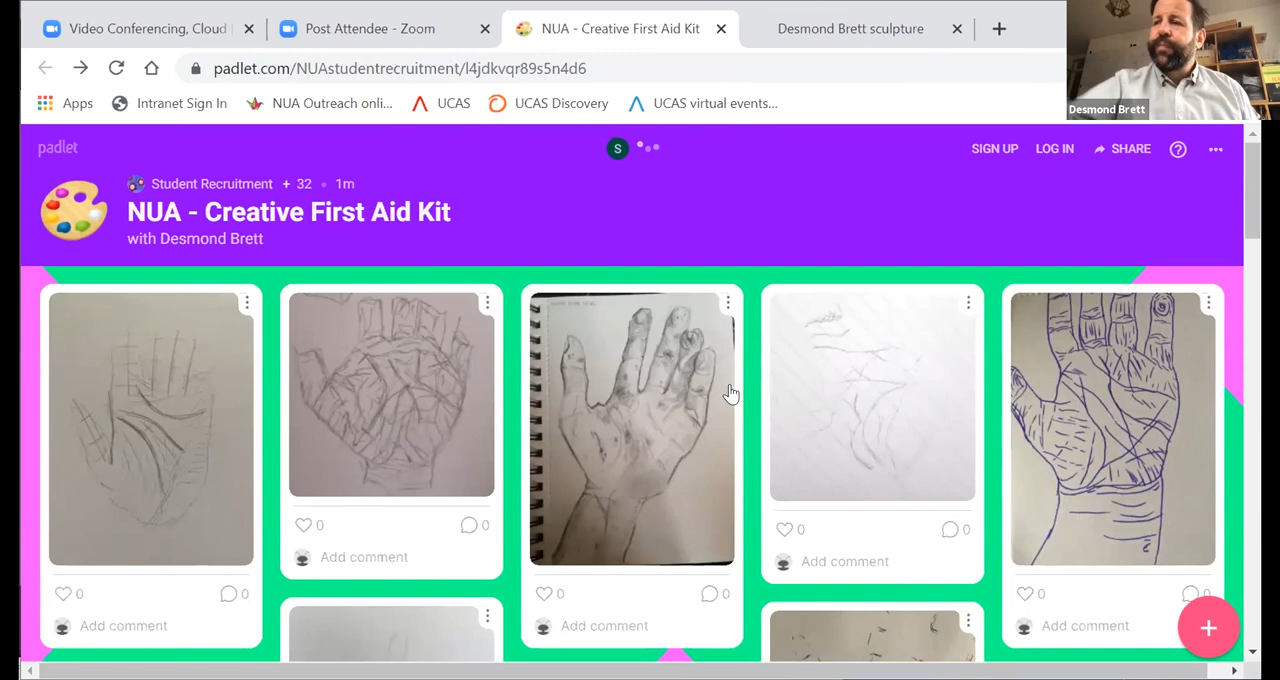 Video Conferencing, Cloud
Post Attendee - Zoom
NUA - Creative First Aid Kit
Desmond Brett sculpture
padlet.com/NUAstudentrecruitment/l4jdkvqr89s5n4d6
Apps
Intranet Sign In
NUA Outreach onli...
UCAS
UCAS Discovery
UCAS virtual events...
Desmond Brett
padlet
S
SIGN UP
LOG IN
SHARE
?
Student Recruitment + 32 • 1m
NUA - Creative First Aid Kit
with Desmond Brett
0 0
Add comment
0 0
Add comment
0 0
Add comment
0 0
Add comment
0 0
Add comment